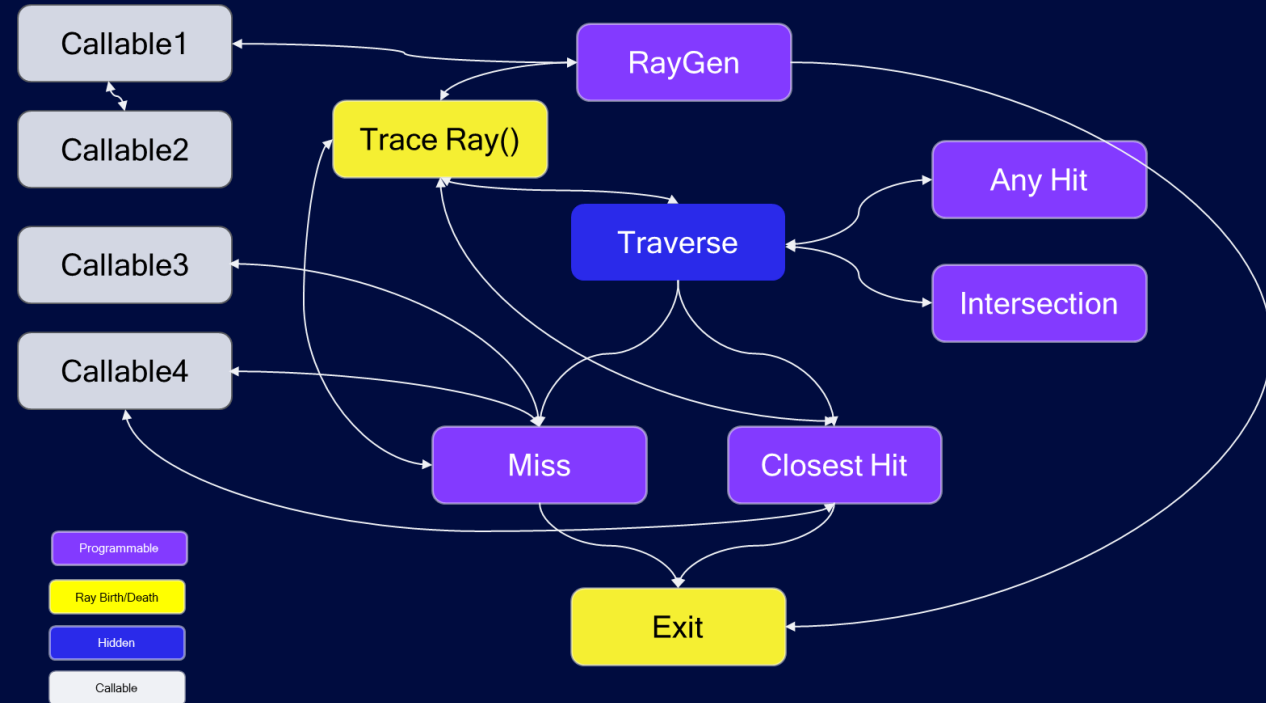 Callable1
RayGen
Trace Ray()
Callable2
Any Hit
Traverse
Callable3
Intersection
Callable4
Miss
Closest Hit
Exit
Programmable
Ray Birth/Death
Hidden
Callable